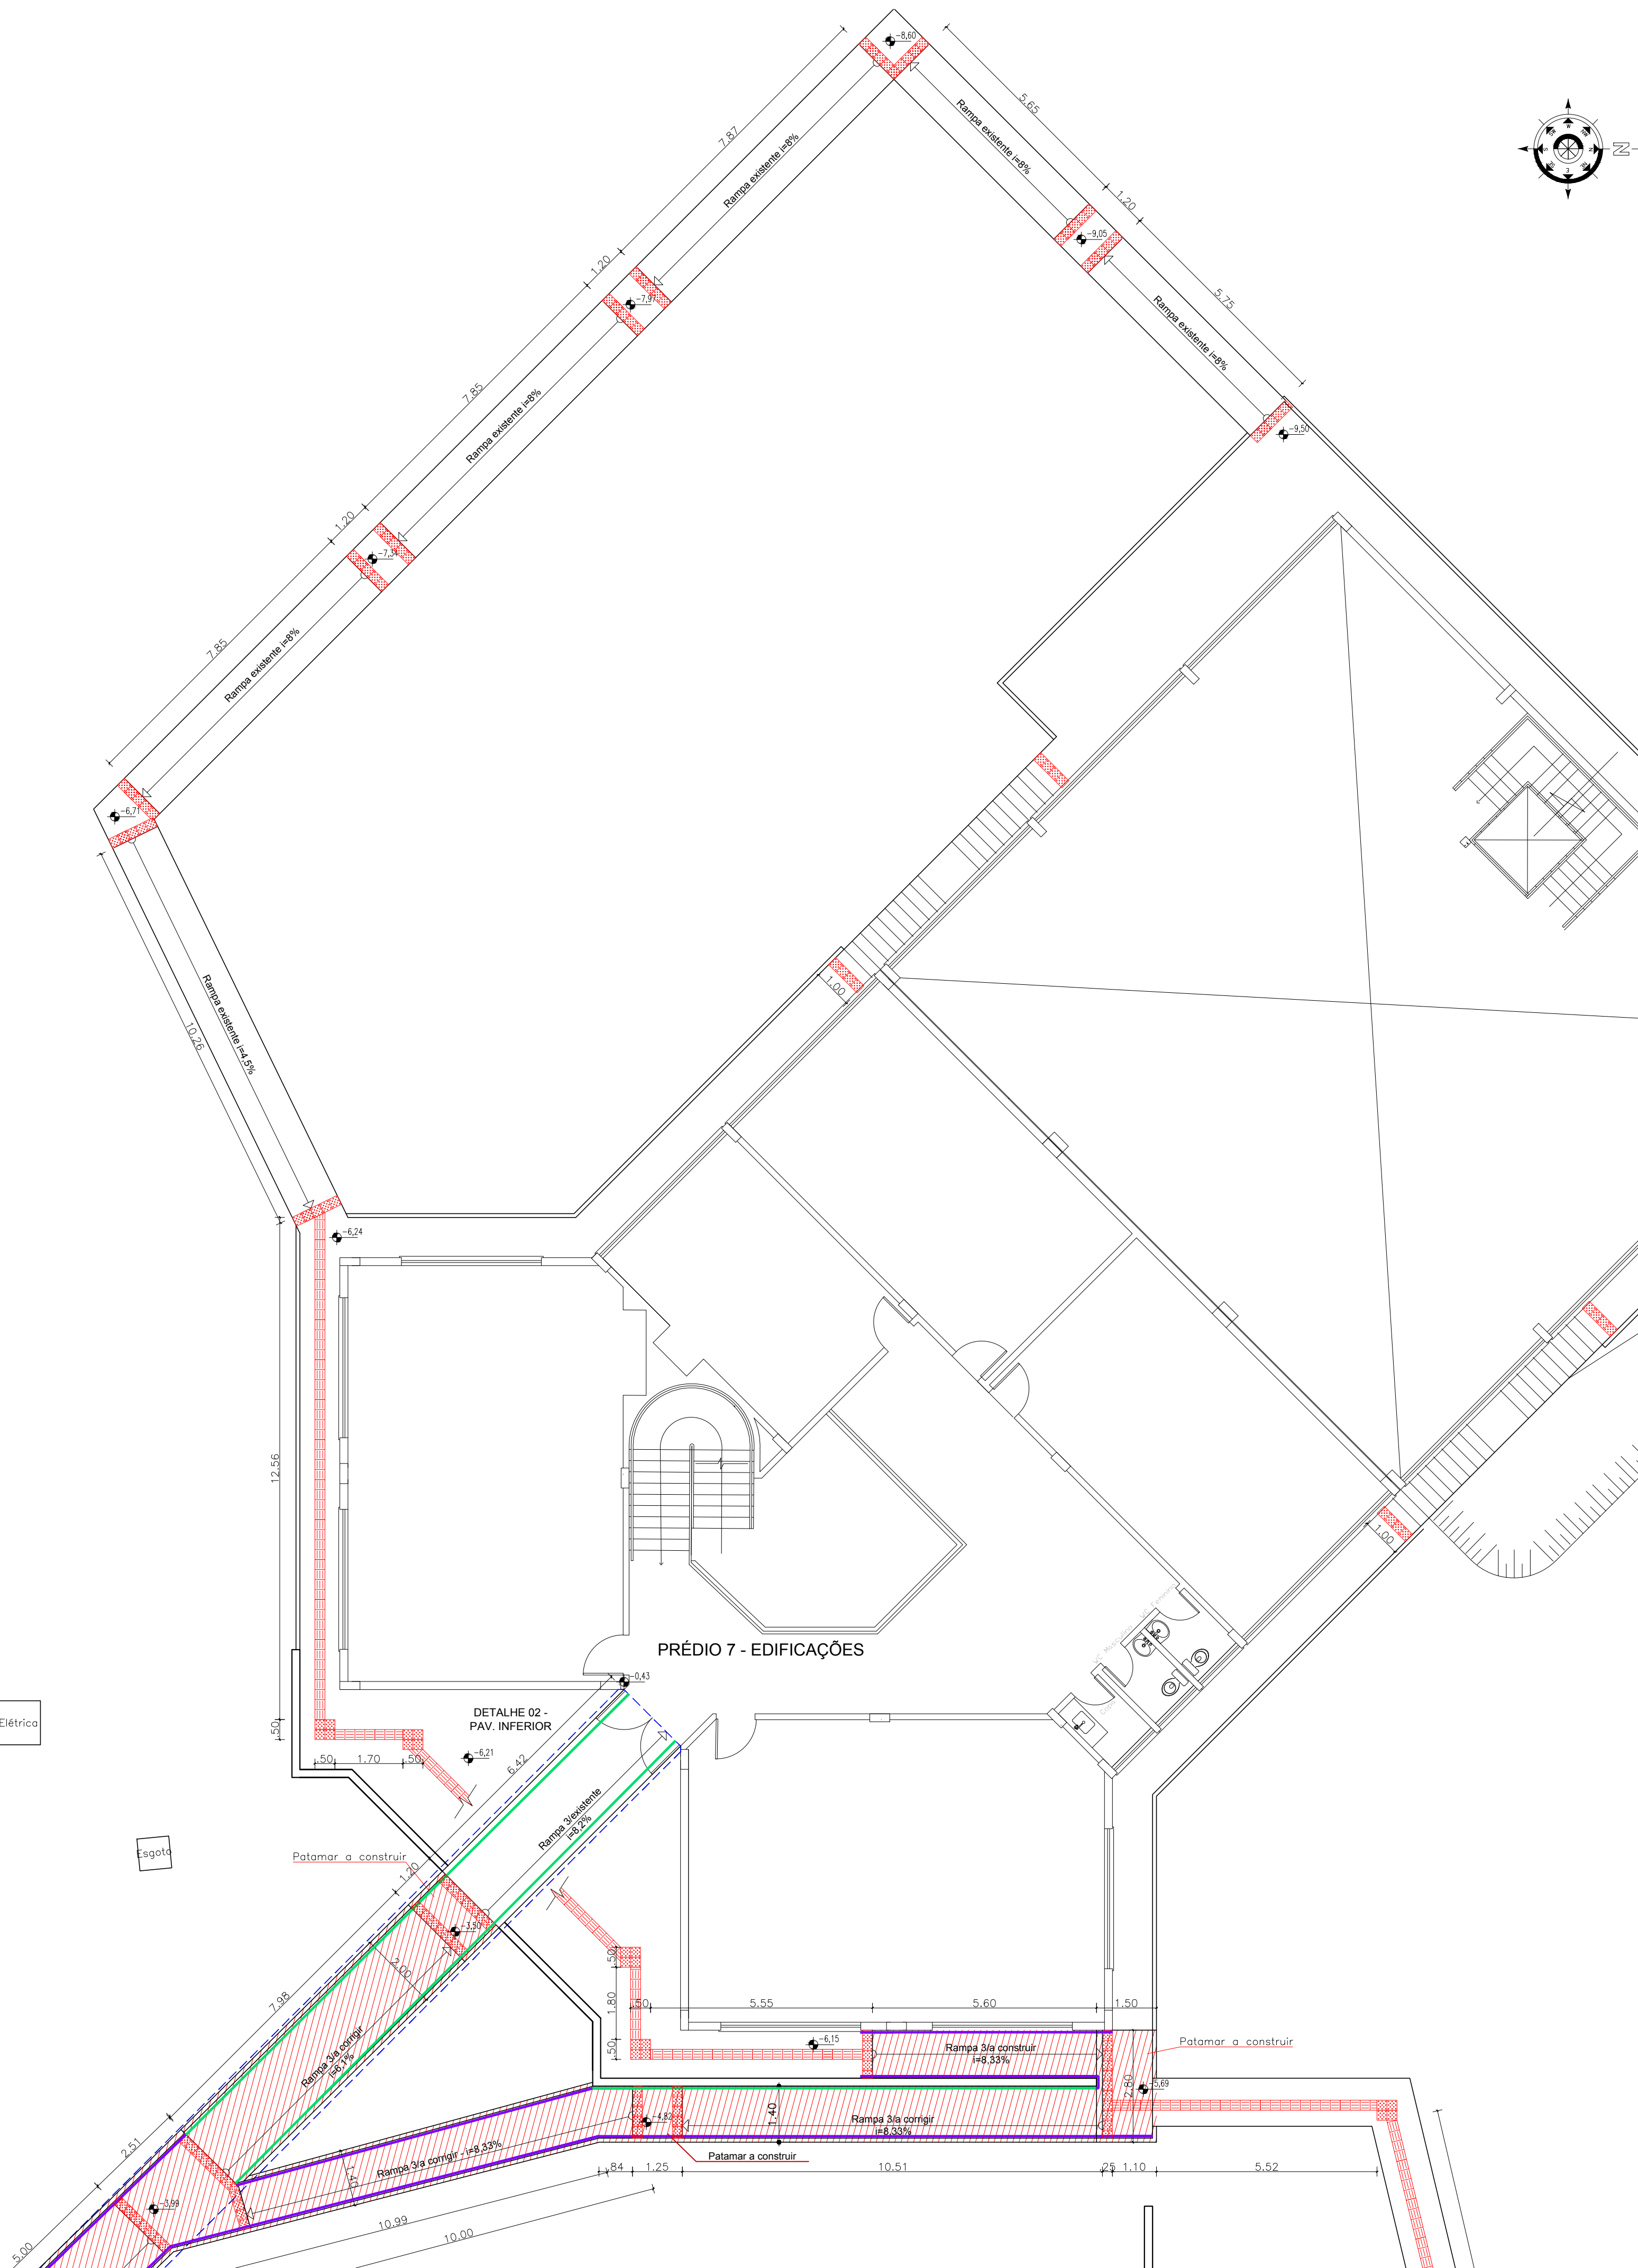 -8,60
5.65
Rampa existente i=8%
7.87
Rampa existente i=8%
1.20
-9,05
N
5.75
Rampa existente i=8%
1.20
-7,97
7.85
Rampa existente i=8%
-9,50
1.20
-7,34
7.85
Rampa existente i=8%
-6,71
1.00
10.26
Rampa existente i=4,5%
-6,24
12.56
1.00
PRÉDIO 7 - EDIFICAÇÕES
WC Masculino
WC Feminino
Copa
-0,43
DETALHE 02 -
PAV. INFERIOR
Elétrica
.50
.50
1.70
.50
-6,21
6.42
Rampa 3/existente
i=8,2%
Esgoto
Patamar a construir
1.20
-3,50
2.00
7.98
Rampa 3/a corrigir
i=6,1%
.50
1.80
.50
.50
5.55
5.60
1.50
-6,15
Rampa 3/a construir
i=8,33%
Patamar a construir
2.80
-5,69
-4,82
1.40
Rampa 3/a corrigir
i=8,33%
Patamar a construir
2.51
Rampa 3/a corrigir - i=8,33%
1.40
.84
1.25
10.51
.25
1.10
5.52
-3,99
10.99
10.00
5.00